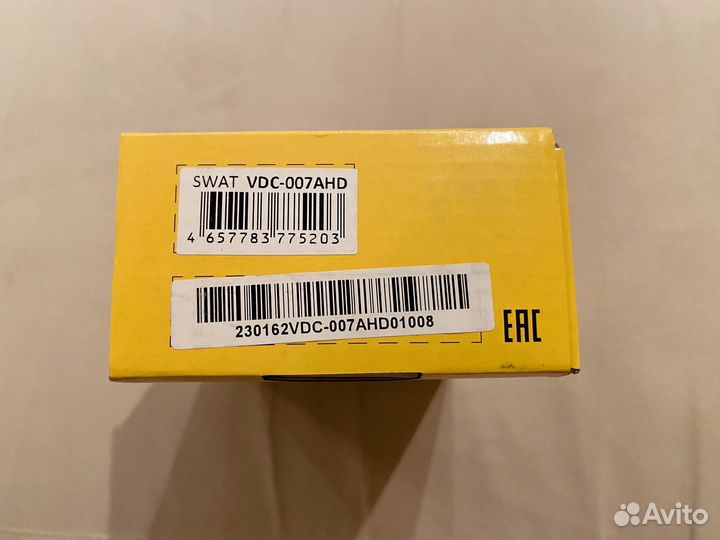 SWAT VDC-007AHD
4 657783 775203
230162VDC-007AHD01008
EAC
Avito